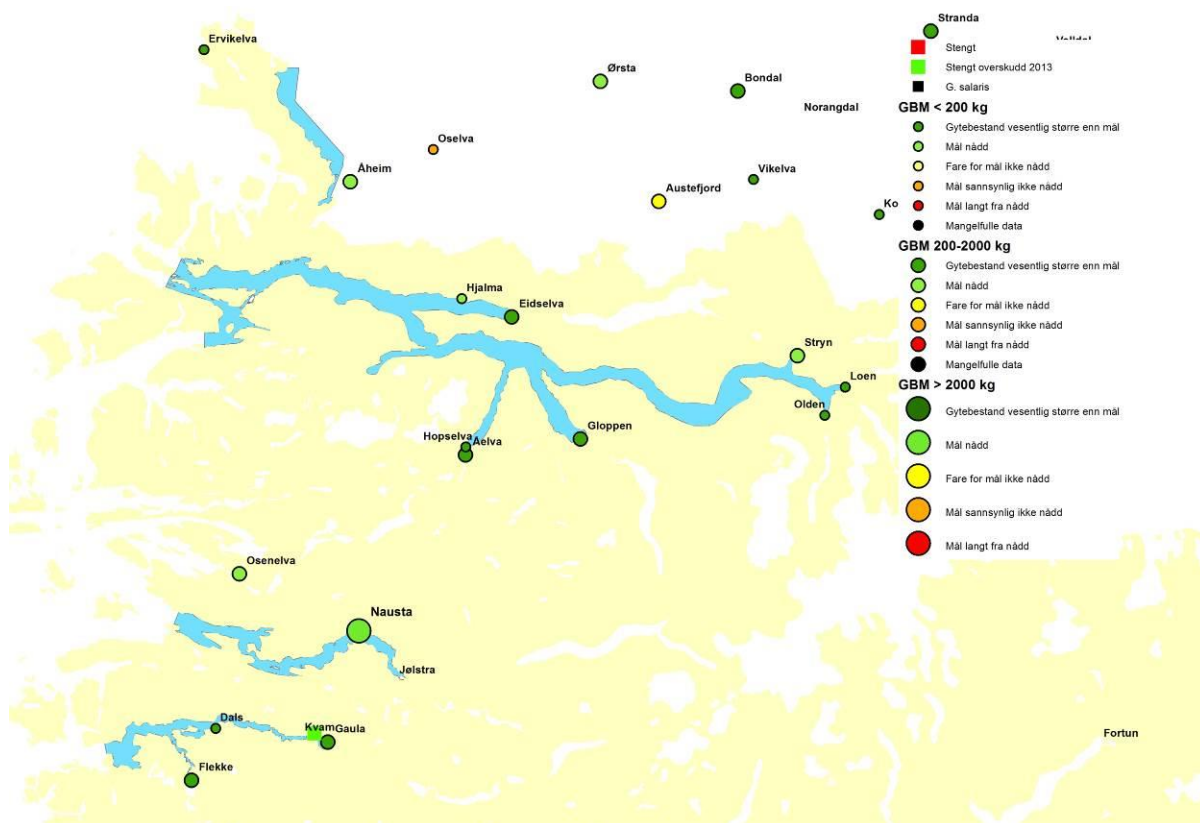 Stranda
Ervikelva
Stengt
Stengt overskudd 2013
Ørsta
Bondal
G. salaris
Norangdal
GBM < 200 kg
Gytebestand vesentlig større enn mål
Oselva
Mål nådd
Åheim
Fare for mål ikke nådd
Vikelva
Austefjord
Mål sannsynlig ikke nådd
Ko
Mål langt fra nådd
Mangelfulle data
GBM 200-2000 kg
Gytebestand vesentlig større enn mål
Hjalma
Mål nådd
Eidselva
Fare for mål ikke nådd
Mål sannsynlig ikke nådd
Stryn
Mål langt fra nådd
Mangelfulle data
Loen
GBM > 2000 kg
Olden
Gytebestand vesentlig større enn mål
Gloppen
Hopselva
Åelva
Mål nådd
Fare for mål ikke nådd
Mål sannsynlig ikke nådd
Mål langt fra nådd
Osenelva
Nausta
Jølstra
Dals
Kvam
Gaula
Fortun
Flekke